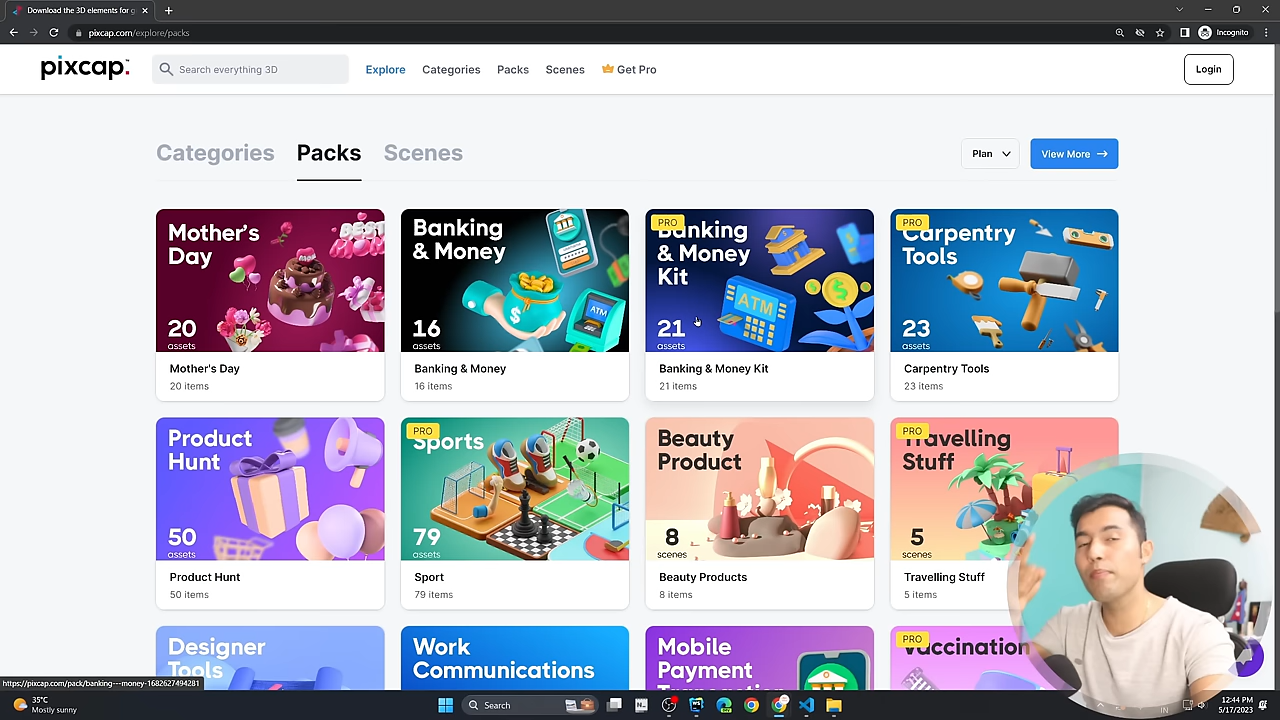 Download the 3D elements for g
pixcap.com/explore/packs
Incognito
pixcap.
Search everything 3D
Explore
Categories
Packs
Scenes
Get Pro
Login
Categories
Packs
Scenes
Plan
View More
Mother's
Day
20
assets
Mother's Day
20 items
Banking
& Money
ATM
16
assets
Banking & Money
16 items
PRO
Banking
& Money
Kit
ATM
21
assets
Banking & Money Kit
21 items
PRO
Carpentry
Tools
23
assets
Carpentry Tools
23 items
Product
Hunt
50
assets
Product Hunt
50 items
PRO
Sports
79
assets
Sport
79 items
Beauty
Product
8
scenes
Beauty Products
8 items
PRO
Travelling
Stuff
5
scenes
Travelling Stuff
5 items
Designer
Tools
Work
Communications
Mobile
Payment
PRO
Vaccination
https://pixcap.com/pack/banking---money-1682627494281
35°C
Mostly sunny
Search
IN
12:44 PM
5/17/2023